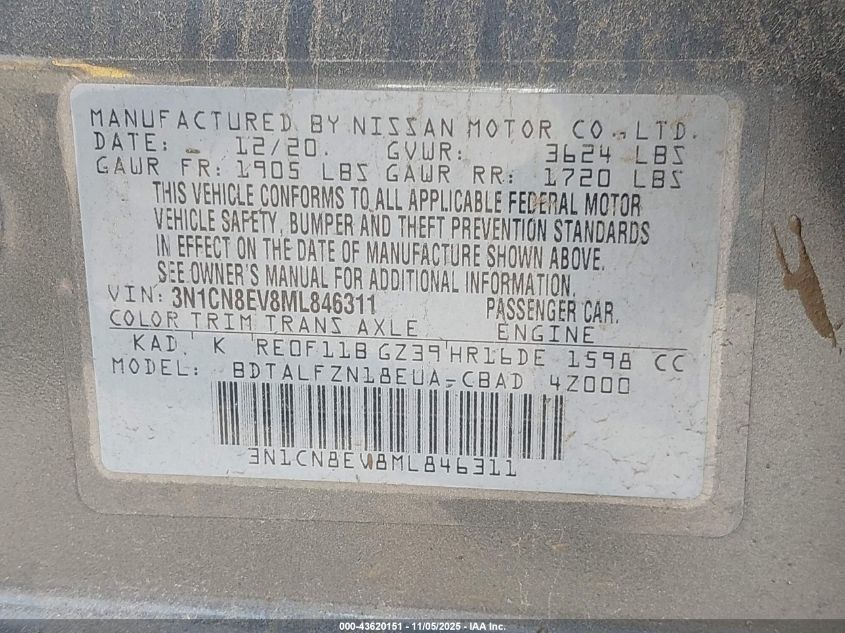 MANUFACTURED BY NISSAN MOTOR CO., LTD.
DATE: 12/20. GVWR: 3624 LBS
GAWR FR: 1905 LBS GAWR RR: 1720 LBS
THIS VEHICLE CONFORMS TO ALL APPLICABLE FEDERAL MOTOR
VEHICLE SAFETY, BUMPER AND THEFT PREVENTION STANDARDS
IN EFFECT ON THE DATE OF MANUFACTURE SHOWN ABOVE.
SEE OWNER'S MANUAL FOR ADDITIONAL INFORMATION.
VIN: 3N1CN8EV8ML846311 PASSENGER CAR.
COLOR TRIM TRANS AXLE ENGINE
KAD K RE0F11B GZ39 HR16DE 1598 CC
MODEL: BDTALFZN18EUA-CBAD 4Z000
3N1CN8EV8ML846311
000-43620151 - 11/05/2025 - IAA Inc.